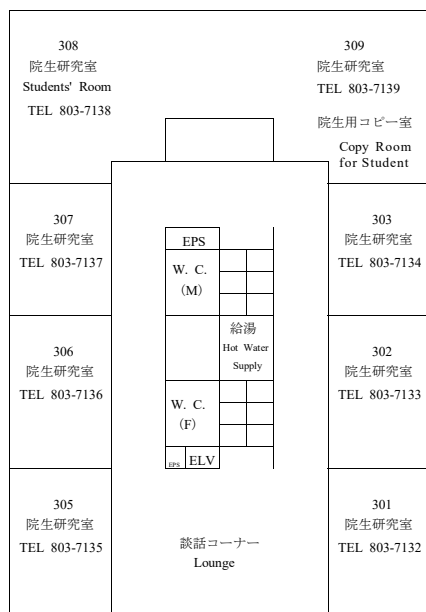 308
院生研究室
Students' Room
TEL 803-7138
309
院生研究室
TEL 803-7139
院生用コピー室
Copy Room
for Student
307
院生研究室
TEL 803-7137
303
院生研究室
TEL 803-7134
EPS
W. C.
(M)
給湯
Hot Water
Supply
306
院生研究室
TEL 803-7136
302
院生研究室
TEL 803-7133
W. C.
(F)
EPS
ELV
305
院生研究室
TEL 803-7135
301
院生研究室
TEL 803-7132
談話コーナー
Lounge